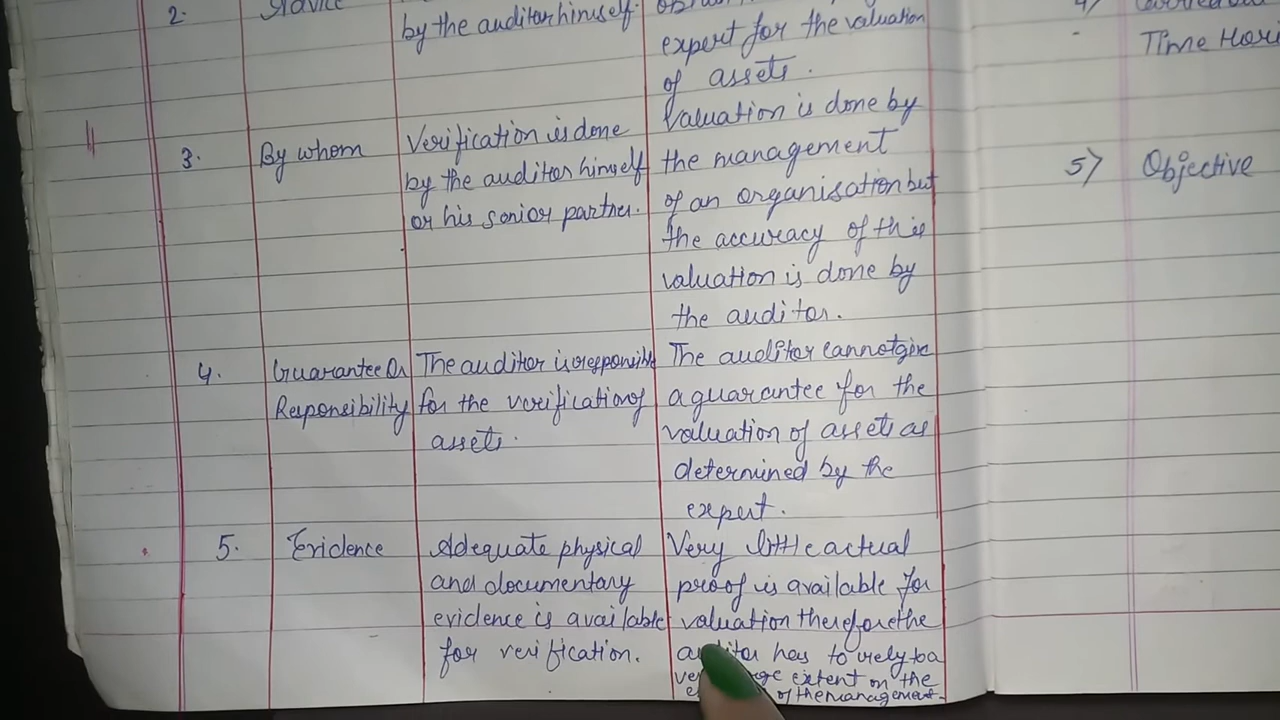 2. Advice
by the auditor himself.
expert for the valuation
of assets.
3. By whom
Verification is done
by the auditor himself
or his senior partner.
Valuation is done by
the management
of an organisation but
the accuracy of this
valuation is done by
the auditor.
4. Guarantee Or
Responsibility
The auditor is responsible
for the verification of
assets.
The auditor cannot give
a guarantee for the
valuation of assets as
determined by the
expert.
5. Evidence
Adequate physical
and documentary
evidence is available
for verification.
Very little actual
proof is available for
valuation therefore the
auditor has to rely to a
extent on the
of the management.
4)
Time Hori
5) Objective